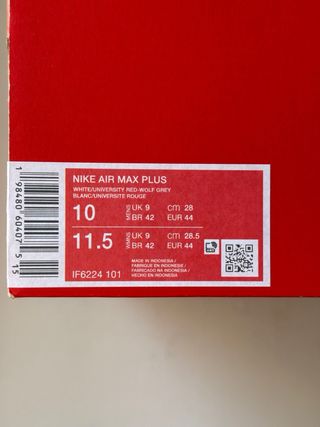 NIKE AIR MAX PLUS
WHITE/UNIVERSITY RED-WOLF GREY
BLANC/UNIVERSITE ROUGE
10 MENS UK 9 CM 28
BR 42 EUR 44
11.5 WMNS UK 9 CM 28.5
BR 42 EUR 44
MADE IN INDONESIA /
FABRIQUE EN INDONESIE /
FABRICADO NA INDONESIA /
HECHO EN INDONESIA
IF6224 101
1 98480 60407 5 15